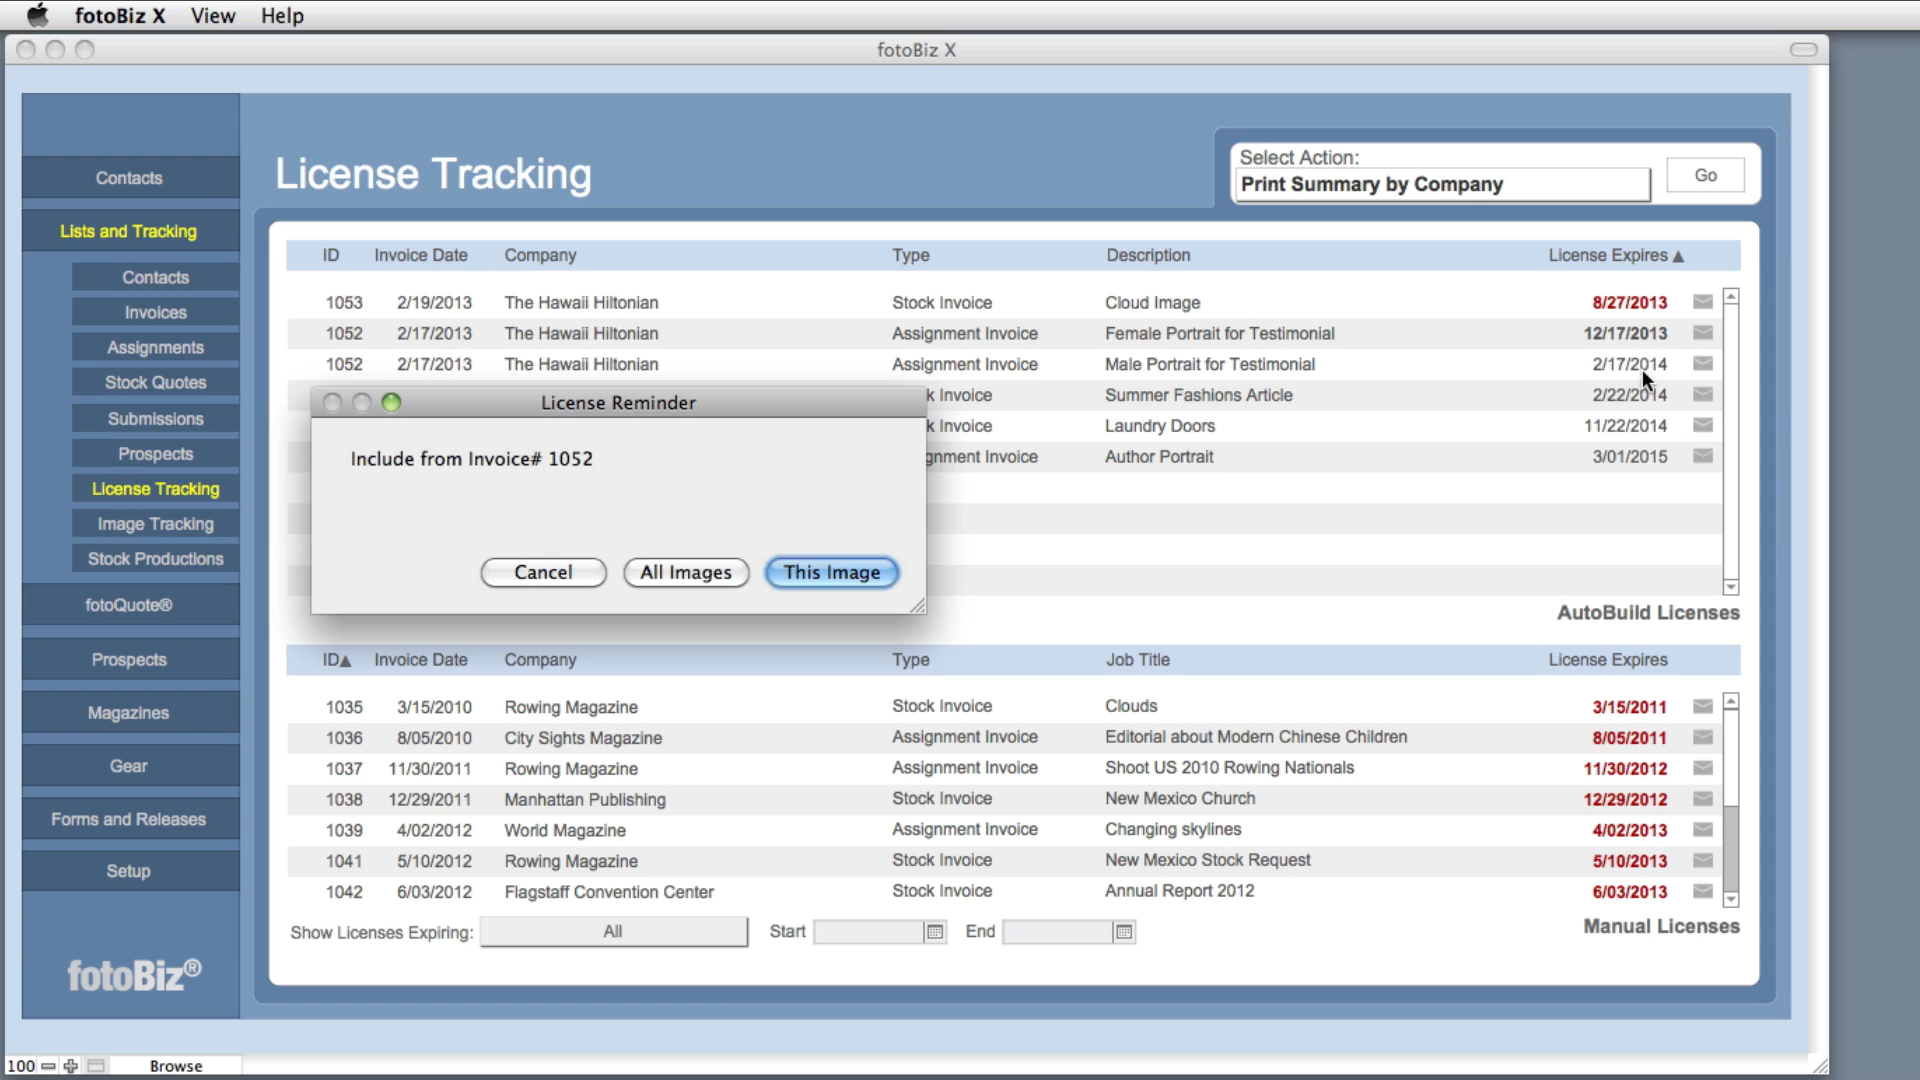 fotoBiz X View Help
fotoBiz X
License Tracking
Select Action:
Print Summary by Company
Go
Contacts
Lists and Tracking
Contacts
Invoices
Assignments
Stock Quotes
Submissions
Prospects
License Tracking
Image Tracking
Stock Productions
fotoQuote®
Prospects
Magazines
Gear
Forms and Releases
Setup
fotoBiz®
ID Invoice Date Company Type Description License Expires ▲
1053 2/19/2013 The Hawaii Hiltonian Stock Invoice Cloud Image 8/27/2013
1052 2/17/2013 The Hawaii Hiltonian Assignment Invoice Female Portrait for Testimonial 12/17/2013
1052 2/17/2013 The Hawaii Hiltonian Assignment Invoice Male Portrait for Testimonial 2/17/2014
k Invoice Summer Fashions Article 2/22/2014
k Invoice Laundry Doors 11/22/2014
gnment Invoice Author Portrait 3/01/2015
License Reminder
Include from Invoice# 1052
Cancel All Images This Image
AutoBuild Licenses
ID▲ Invoice Date Company Type Job Title License Expires
1035 3/15/2010 Rowing Magazine Stock Invoice Clouds 3/15/2011
1036 8/05/2010 City Sights Magazine Assignment Invoice Editorial about Modern Chinese Children 8/05/2011
1037 11/30/2011 Rowing Magazine Assignment Invoice Shoot US 2010 Rowing Nationals 11/30/2012
1038 12/29/2011 Manhattan Publishing Stock Invoice New Mexico Church 12/29/2012
1039 4/02/2012 World Magazine Assignment Invoice Changing skylines 4/02/2013
1041 5/10/2012 Rowing Magazine Stock Invoice New Mexico Stock Request 5/10/2013
1042 6/03/2012 Flagstaff Convention Center Stock Invoice Annual Report 2012 6/03/2013
Show Licenses Expiring: All Start End
Manual Licenses
100 Browse